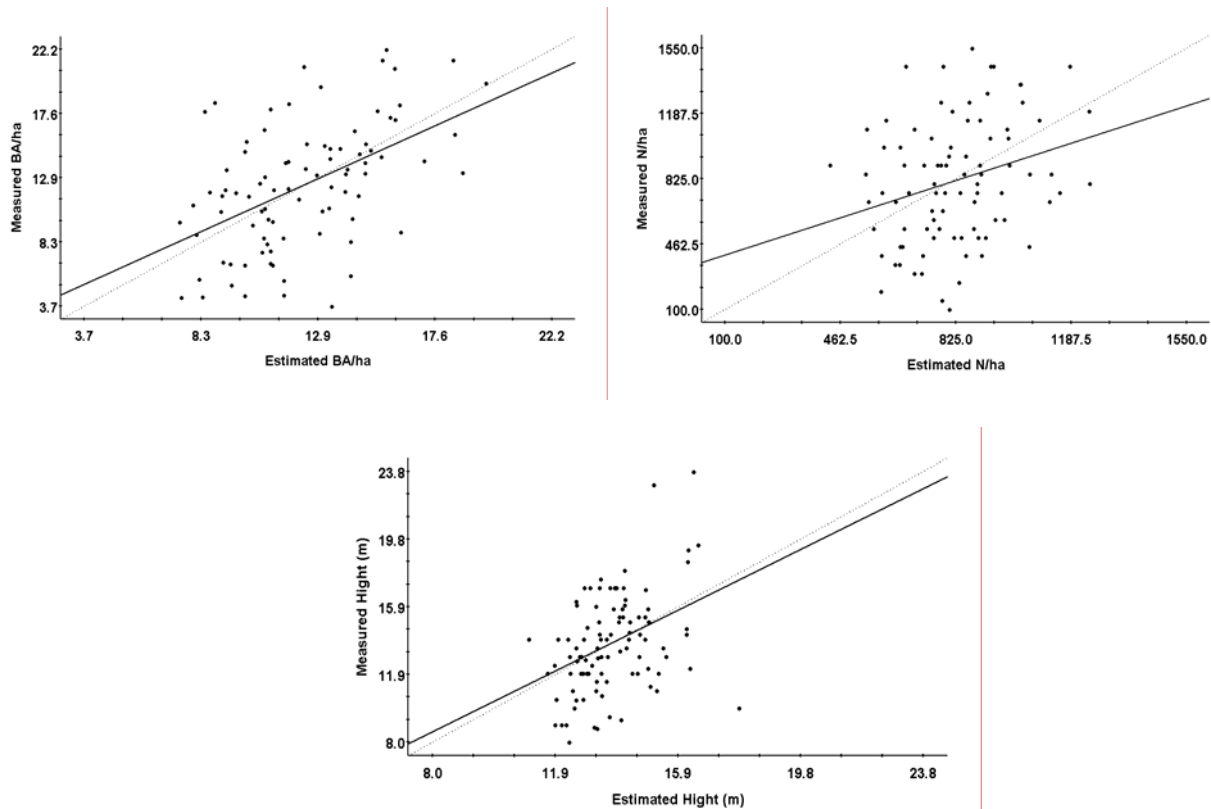 22.2
17.6
12.9
8.3
3.7
Measured BA/ha
3.7 8.3 12.9 17.6 22.2
Estimated BA/ha
1550.0
1187.5
825.0
462.5
100.0
Measured N/ha
100.0 462.5 825.0 1187.5 1550.0
Estimated N/ha
23.8
19.8
15.9
11.9
8.0
Measured Hight (m)
8.0 11.9 15.9 19.8 23.8
Estimated Hight (m)